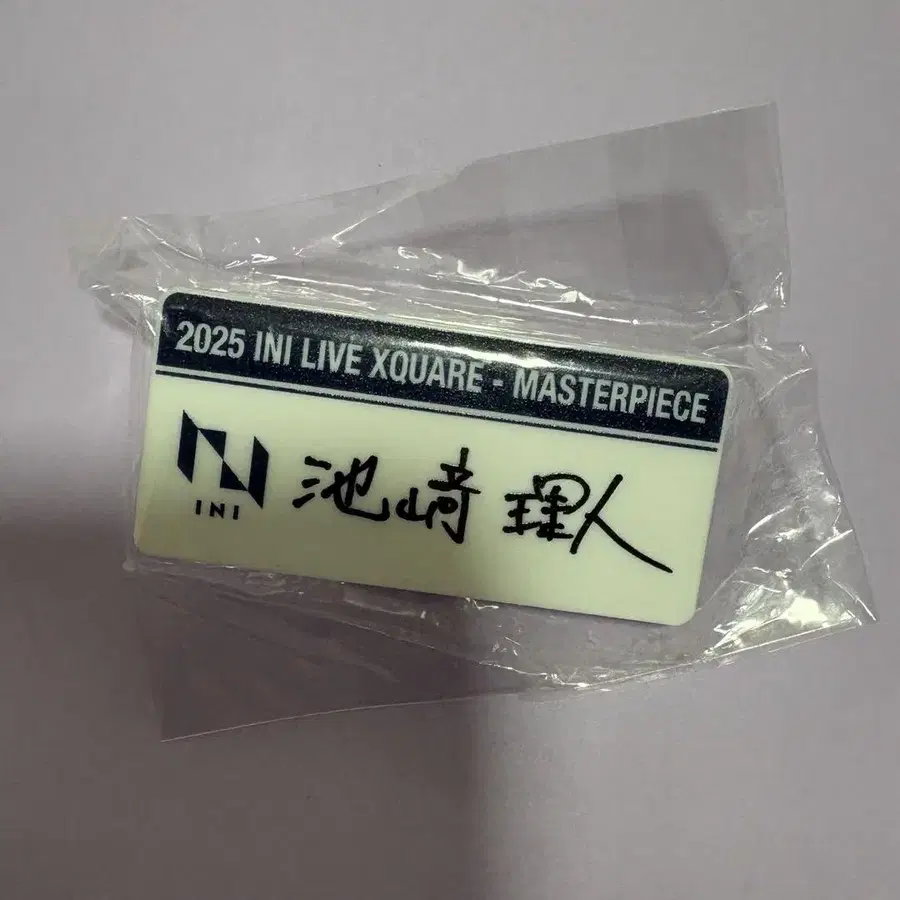 2025 INI LIVE XQUARE - MASTERPIECE
INI
池﨑 理人